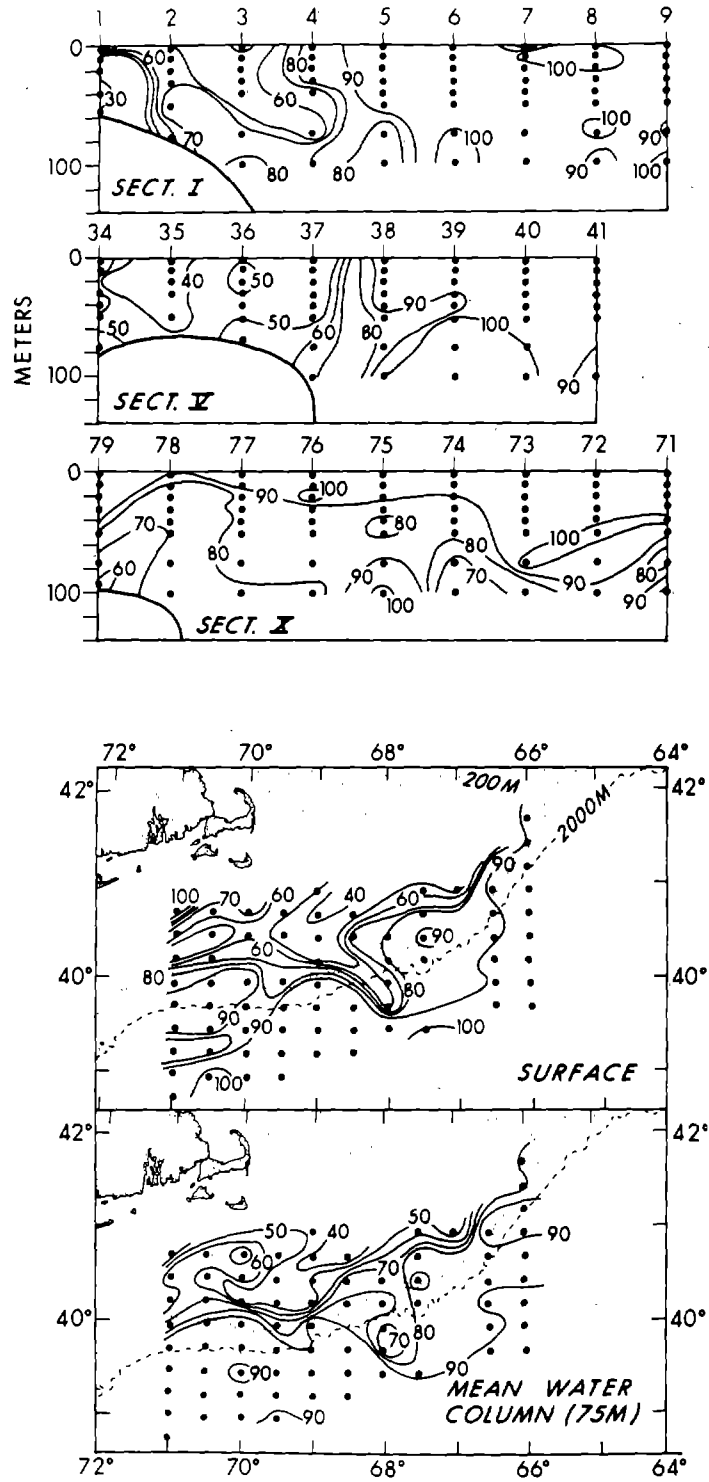 1 2 3 4 5 6 7 8 9
0 60 80 90 100
60 100
30
70 100 90
100 80 80 90 100
SECT. I
34 35 36 37 38 39 40 41
METERS
0 40 50 90
50 50 60 80 100
100 90
SECT. V
79 78 77 76 75 74 73 72 71
0 90 100
70 80 80 100
60 80 90 70 90 80
100 100 90
SECT. X
72° 70° 68° 66° 64°
42° 200M 2000M 42°
90
100 70 60 40 60
60 90
40° 40°
80 80
90 90 100
100
SURFACE
42° 42°
50 40 50
60 70 90
40° 40°
70 80
90 90
90
MEAN WATER
COLUMN (75M)
72° 70° 68° 66° 64°